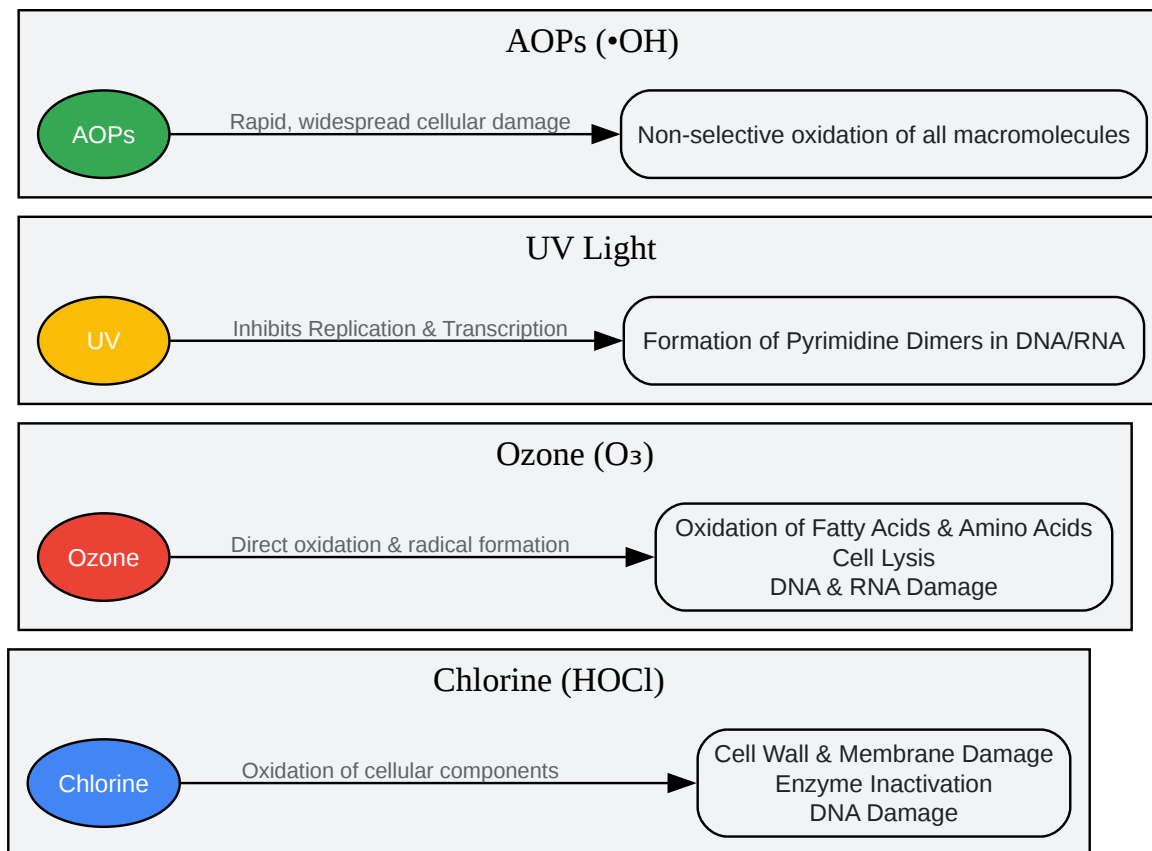 AOPs (•OH)
AOPs
Rapid, widespread cellular damage
Non-selective oxidation of all macromolecules
UV Light
UV
Inhibits Replication & Transcription
Formation of Pyrimidine Dimers in DNA/RNA
Ozone (O₃)
Ozone
Direct oxidation & radical formation
Oxidation of Fatty Acids & Amino Acids
Cell Lysis
DNA & RNA Damage
Chlorine (HOCl)
Chlorine
Oxidation of cellular components
Cell Wall & Membrane Damage
Enzyme Inactivation
DNA Damage